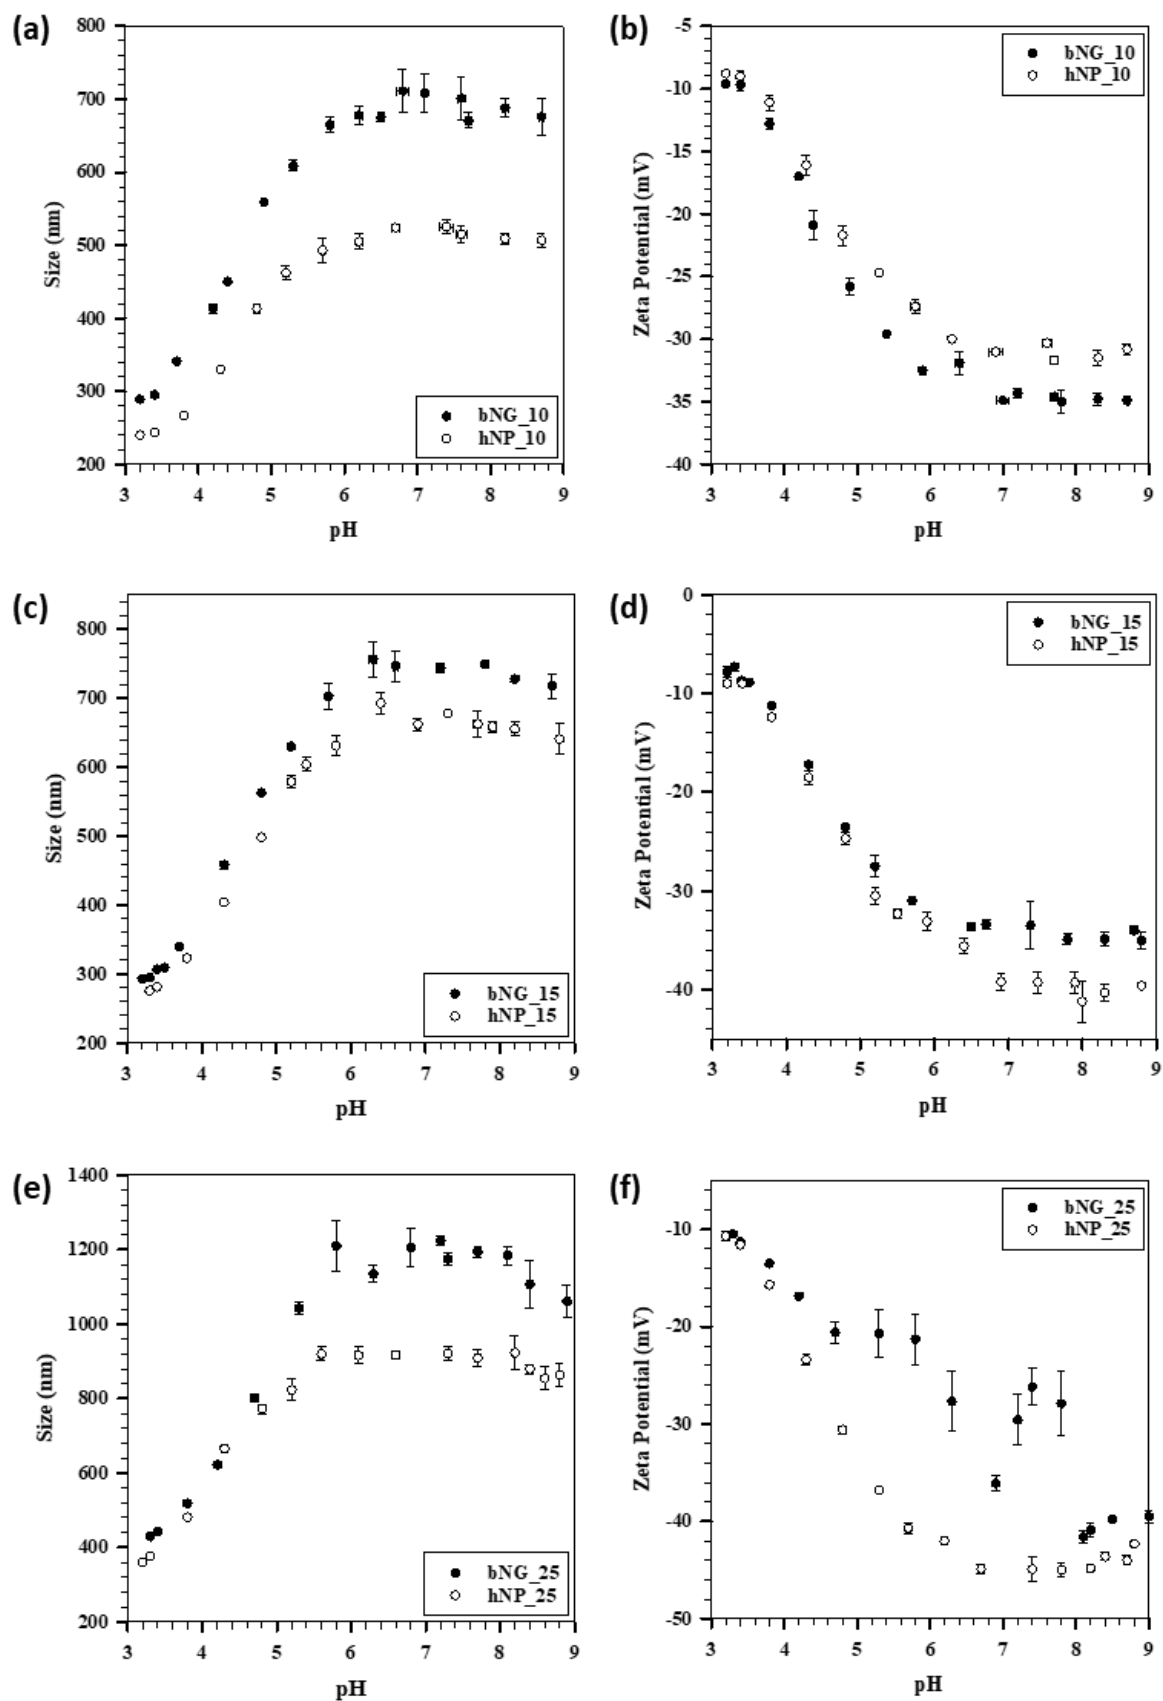 (a)
800
700
600
500
400
300
200
Size (nm)
3 4 5 6 7 8 9
pH
bNG_10
hNP_10
(b)
-5
-10
-15
-20
-25
-30
-35
-40
Zeta Potential (mV)
3 4 5 6 7 8 9
pH
bNG_10
hNP_10
(c)
800
700
600
500
400
300
200
Size (nm)
3 4 5 6 7 8 9
pH
bNG_15
hNP_15
(d)
0
-10
-20
-30
-40
Zeta Potential (mV)
3 4 5 6 7 8 9
pH
bNG_15
hNP_15
(e)
1400
1200
1000
800
600
400
200
Size (nm)
3 4 5 6 7 8 9
pH
bNG_25
hNP_25
(f)
-10
-20
-30
-40
-50
Zeta Potential (mV)
3 4 5 6 7 8 9
pH
bNG_25
hNP_25